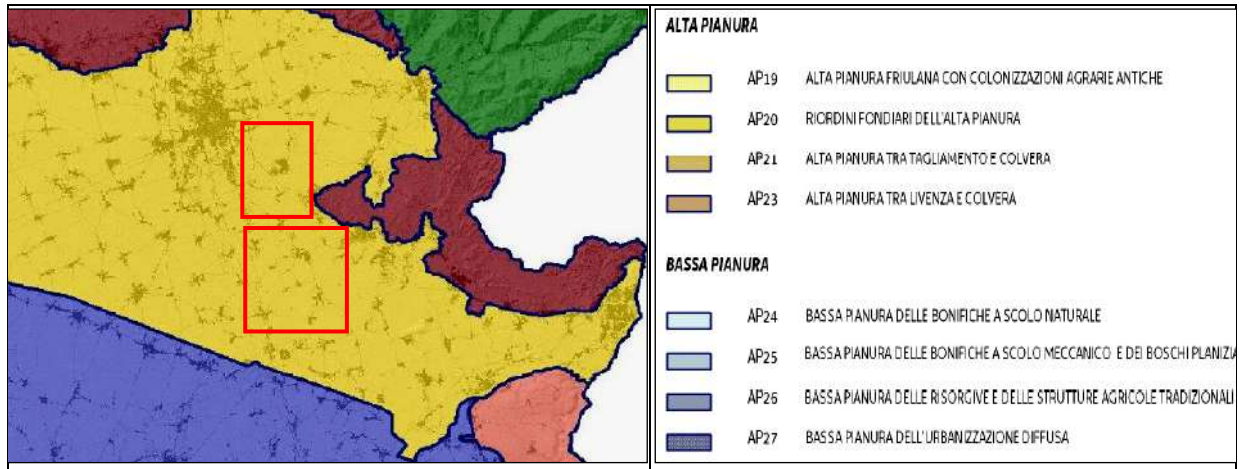 ALTA PIANURA
AP19 ALTA PIANURA FRIULANA CON COLONIZZAZIONI AGRARIE ANTICHE
AP20 RIORDINI FONDIARI DELL'ALTA PIANURA
AP21 ALTA PIANURA TRA TAGLIAMENTO E COLVERA
AP23 ALTA PIANURA TRA LIVENZA E COLVERA
BASSA PIANURA
AP24 BASSA PIANURA DELLE BONIFICHE A SCOLO NATURALE
AP25 BASSA PIANURA DELLE BONIFICHE A SCOLO MECCANICO E DEI BOSCHI PLANIZIA
AP26 BASSA PIANURA DELLE RISORGIVE E DELLE STRUTTURE AGRICOLE TRADIZIONALI
AP27 BASSA PIANURA DELL'URBANIZZAZIONE DIFFUSA